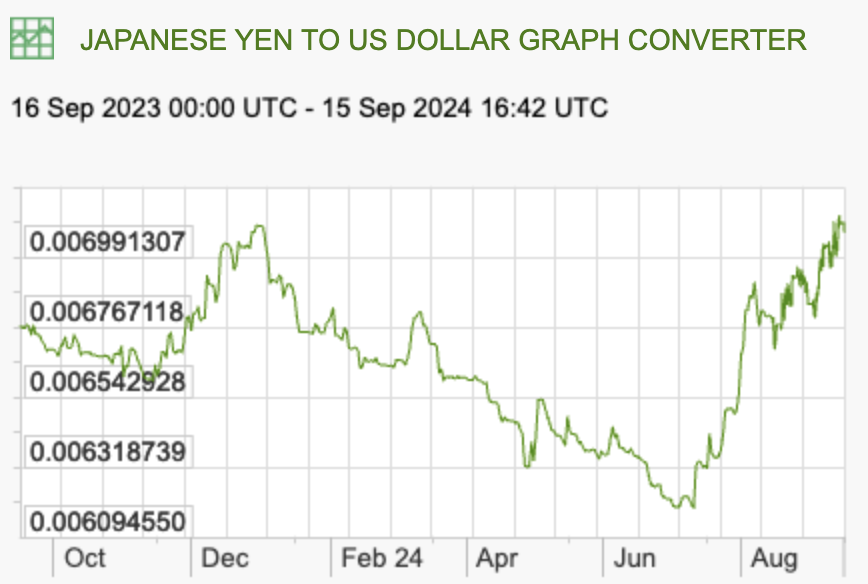 JAPANESE YEN TO US DOLLAR GRAPH CONVERTER
16 Sep 2023 00:00 UTC - 15 Sep 2024 16:42 UTC
0.006991307
0.006767118
0.006542928
0.006318739
0.006094550
Oct Dec Feb 24 Apr Jun Aug